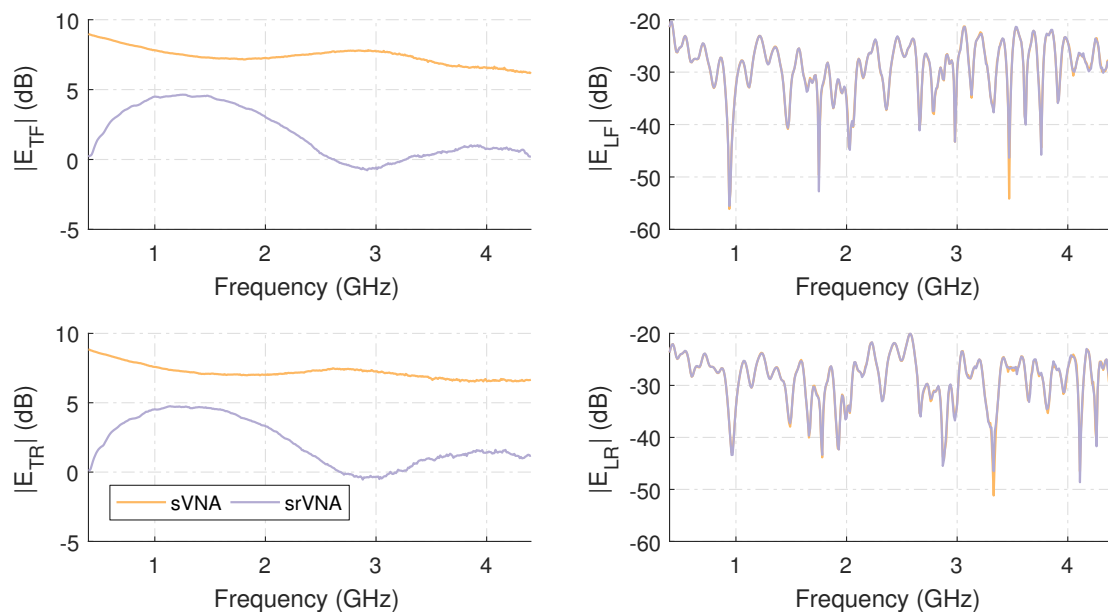 |E_TF| (dB)
10
5
0
-5
1 2 3 4
Frequency (GHz)
|E_LF| (dB)
-20
-30
-40
-50
-60
1 2 3 4
Frequency (GHz)
|E_TR| (dB)
10
5
0
-5
sVNA srVNA
1 2 3 4
Frequency (GHz)
|E_LR| (dB)
-20
-30
-40
-50
-60
1 2 3 4
Frequency (GHz)